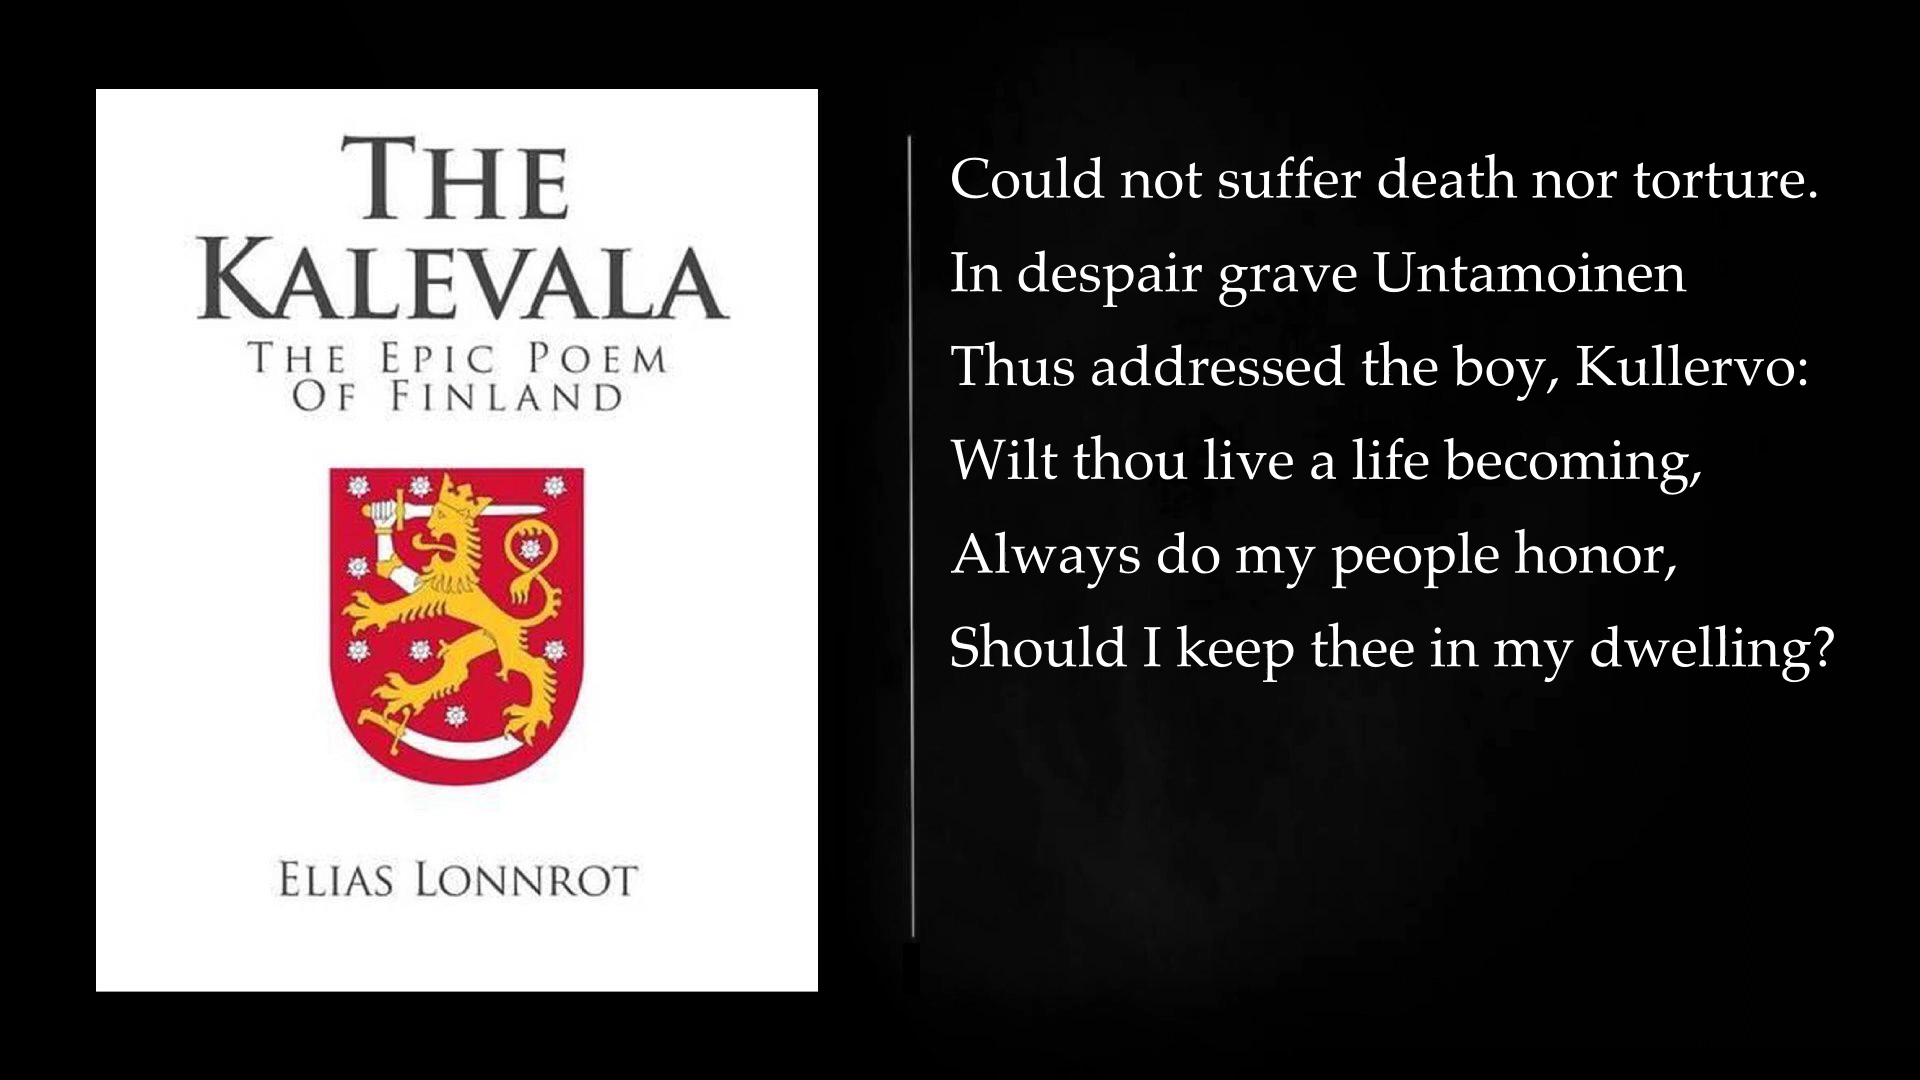 THE
KALEVALA
THE EPIC POEM
OF FINLAND
ELIAS LONNROT
Could not suffer death nor torture.
In despair grave Untamoinen
Thus addressed the boy, Kullervo:
Wilt thou live a life becoming,
Always do my people honor,
Should I keep thee in my dwelling?